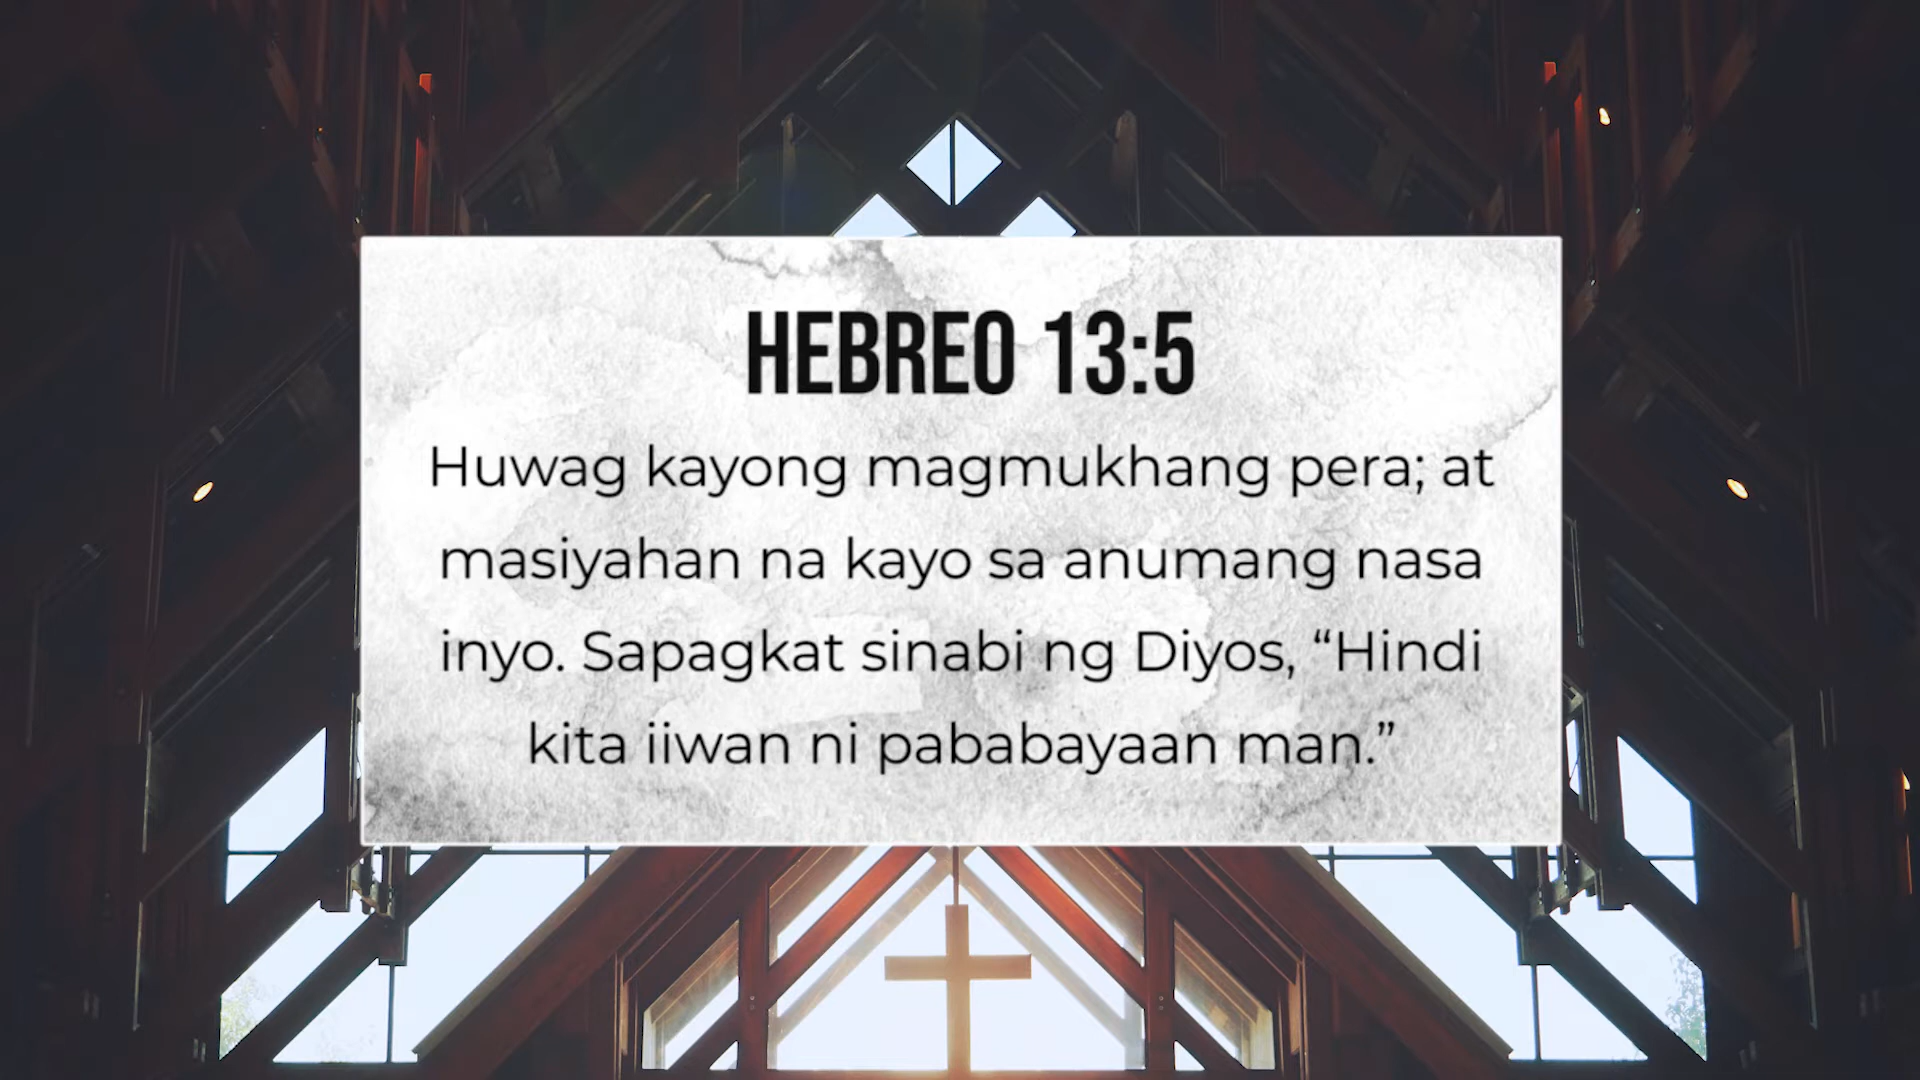 HEBREO 13:5
Huwag kayong magmukhang pera; at
masiyahan na kayo sa anumang nasa
inyo. Sapagkat sinabi ng Diyos, “Hindi
kita iiwan ni pababayaan man.”